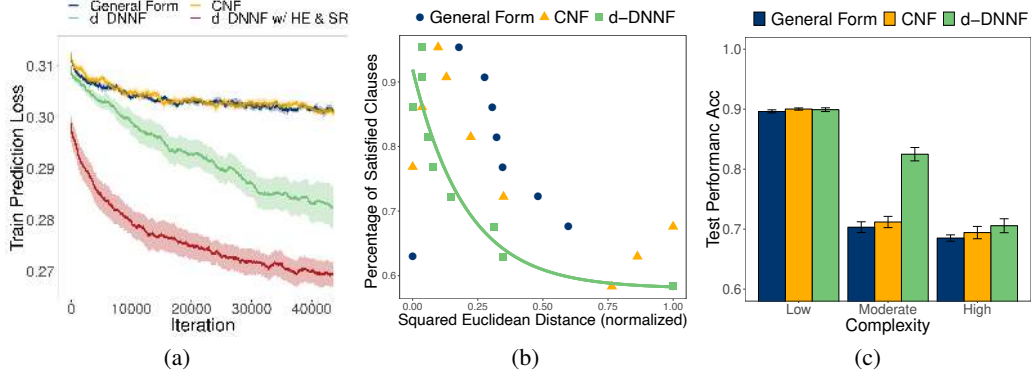 General Form
CNF
d DNNF
d DNNF w/ HE & SR
0.31
0.30
0.29
0.28
0.27
Train Prediction Loss
0
10000
20000
30000
40000
Iteration
(a)
General Form
CNF
d-DNNF
0.9
0.8
0.7
0.6
Percentage of Satisfied Clauses
0.00
0.25
0.50
0.75
1.00
Squared Euclidean Distance (normalized)
(b)
General Form
CNF
d-DNNF
1.0
0.9
0.8
0.7
0.6
Test Performanc Acc
Low
Moderate
High
Complexity
(c)